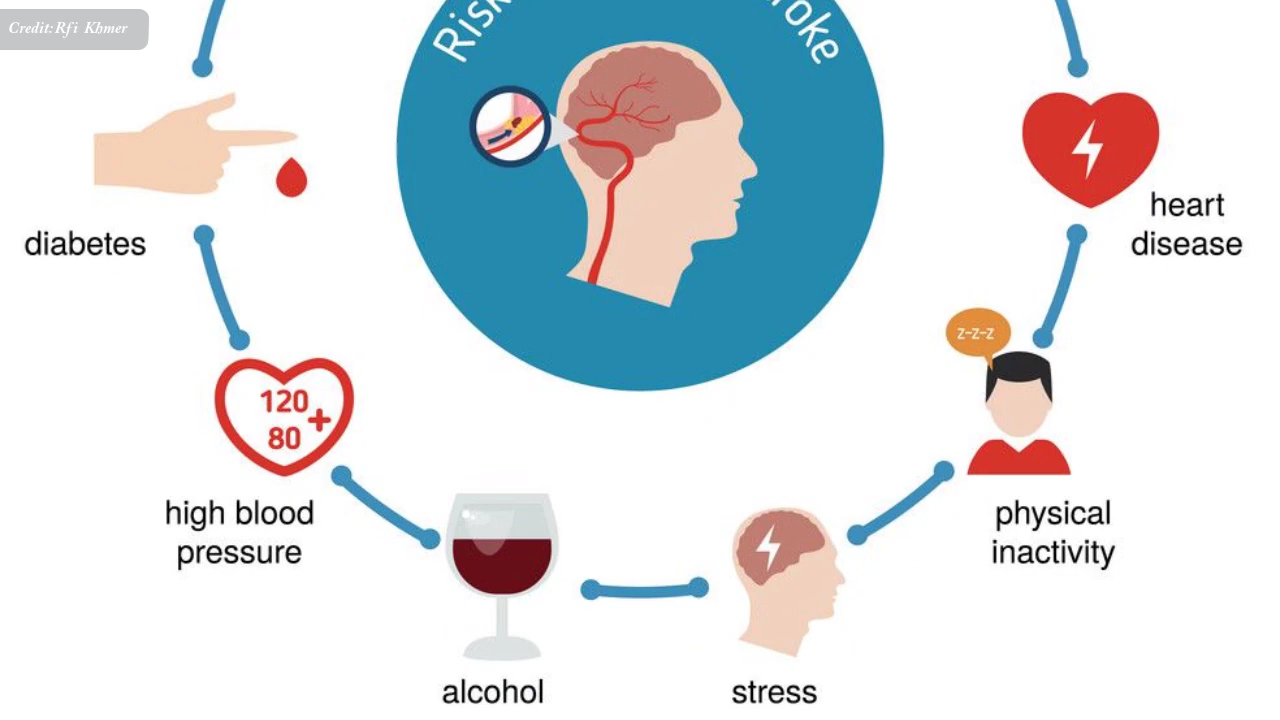 Credit:Rfi Khmer
diabetes
heart
disease
z-z-z
120
80
+
high blood
pressure
physical
inactivity
alcohol
stress